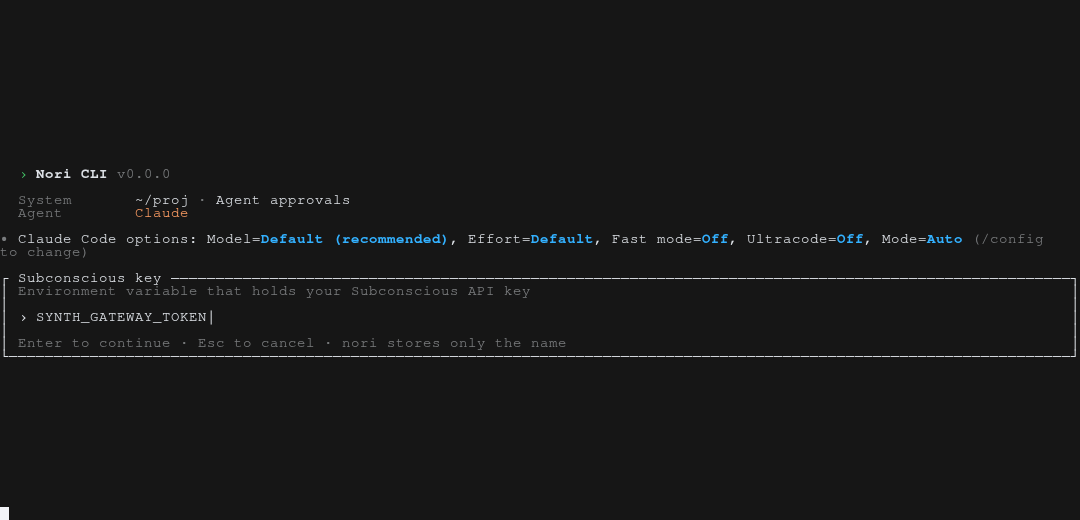 › Nori CLI v0.0.0
System ~/proj · Agent approvals
Agent Claude
• Claude Code options: Model=Default (recommended), Effort=Default, Fast mode=Off, Ultracode=Off, Mode=Auto (/config
to change)
Subconscious key
Environment variable that holds your Subconscious API key
› SYNTH_GATEWAY_TOKEN
Enter to continue · Esc to cancel · nori stores only the name